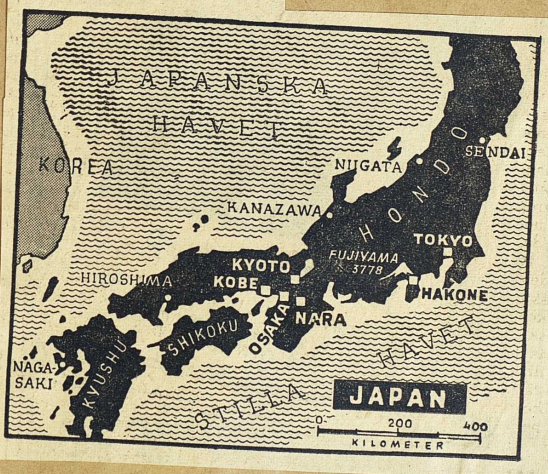 JAPANSKA
HAVET
KOREA
HONDO
SENDAI
NIIGATA
KANAZAWA
TOKYO
FUJIYAMA
3778
KYOTO
KOBE
HIROSHIMA
HAKONE
OSAKA
NARA
SHIKOKU
KYUSHU
NAGA-
SAKI
STILLA HAVET
JAPAN
0 200 400
KILOMETER